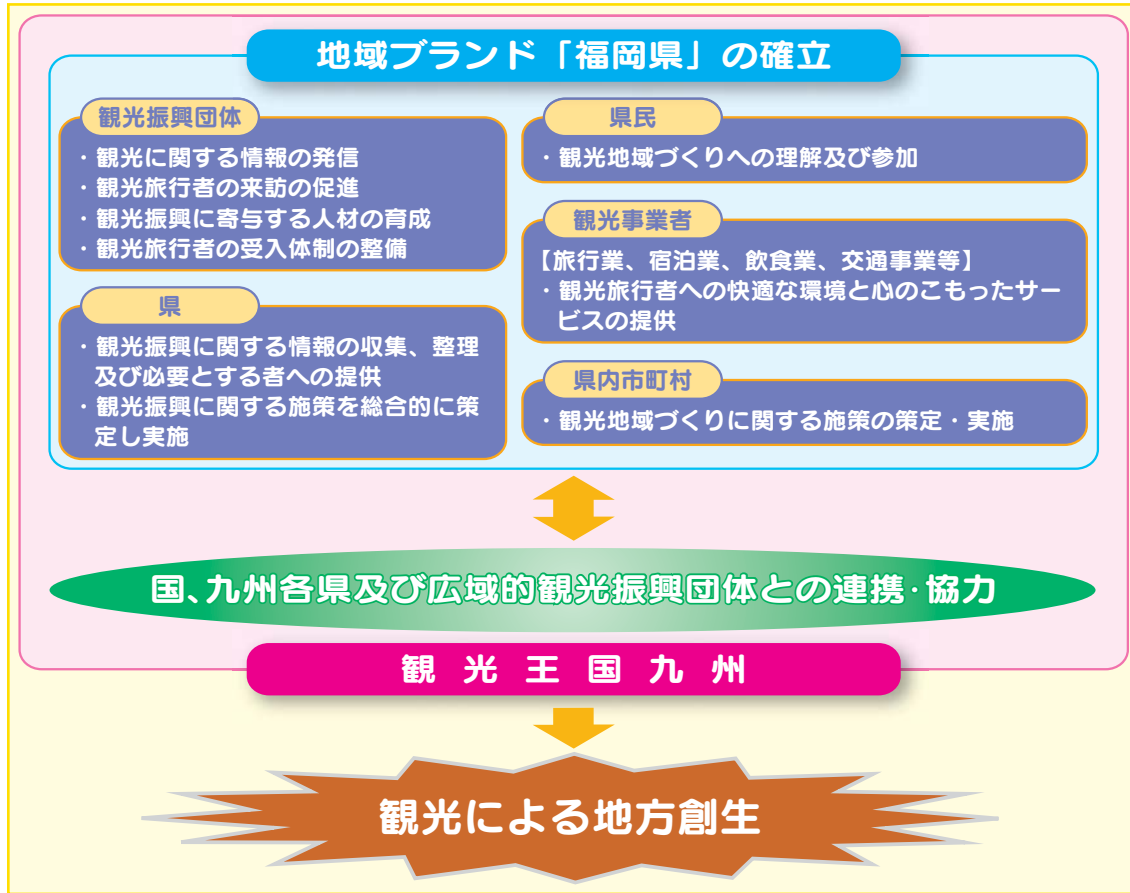 地域ブランド「福岡県」の確立
観光振興団体
・観光に関する情報の発信
・観光旅行者の来訪の促進
・観光振興に寄与する人材の育成
・観光旅行者の受入体制の整備
県
・観光振興に関する情報の収集、整理
及び必要とする者への提供
・観光振興に関する施策を総合的に策
定し実施
県民
・観光地域づくりへの理解及び参加
観光事業者
【旅行業、宿泊業、飲食業、交通事業等】
・観光旅行者への快適な環境と心のこもったサー
ビスの提供
県内市町村
・観光地域づくりに関する施策の策定・実施
国、九州各県及び広域的観光振興団体との連携・協力
観光王国九州
観光による地方創生